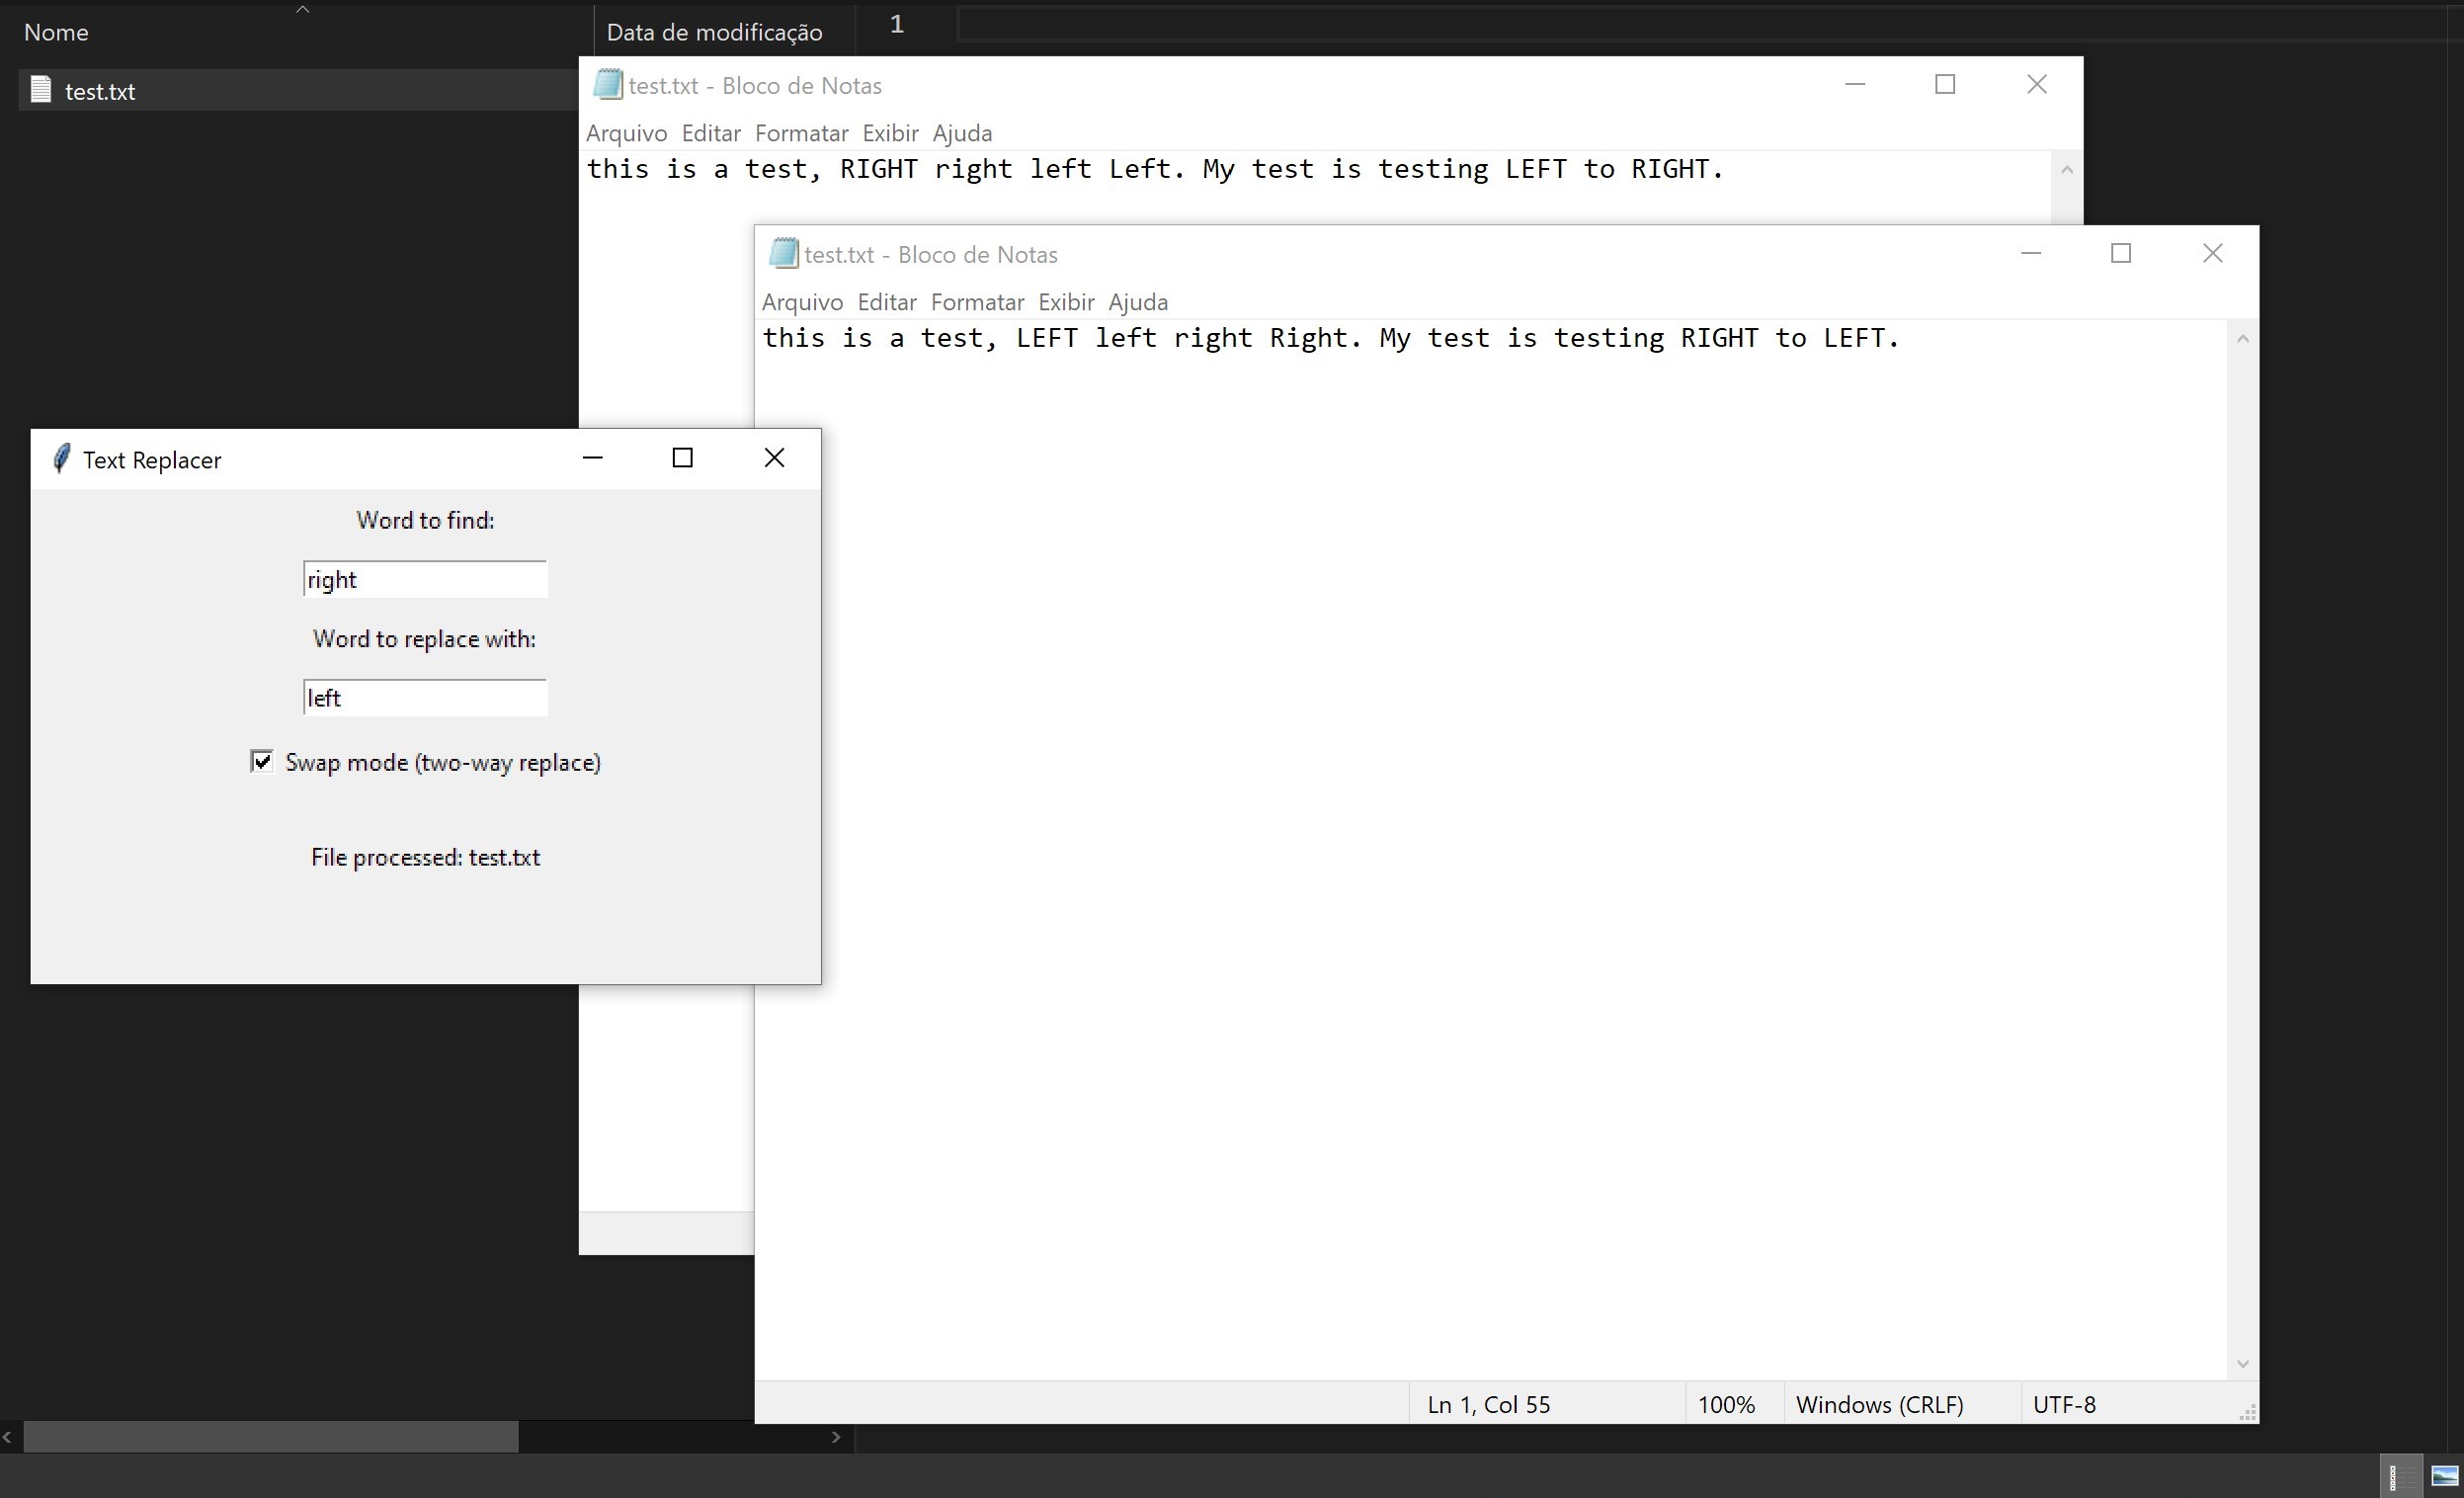 Nome
Data de modificação
1
test.txt
test.txt - Bloco de Notas
Arquivo Editar Formatar Exibir Ajuda
this is a test, RIGHT right left Left. My test is testing LEFT to RIGHT.
test.txt - Bloco de Notas
Arquivo Editar Formatar Exibir Ajuda
this is a test, LEFT left right Right. My test is testing RIGHT to LEFT.
Text Replacer
Word to find:
right
Word to replace with:
left
Swap mode (two-way replace)
File processed: test.txt
Ln 1, Col 55
100%
Windows (CRLF)
UTF-8